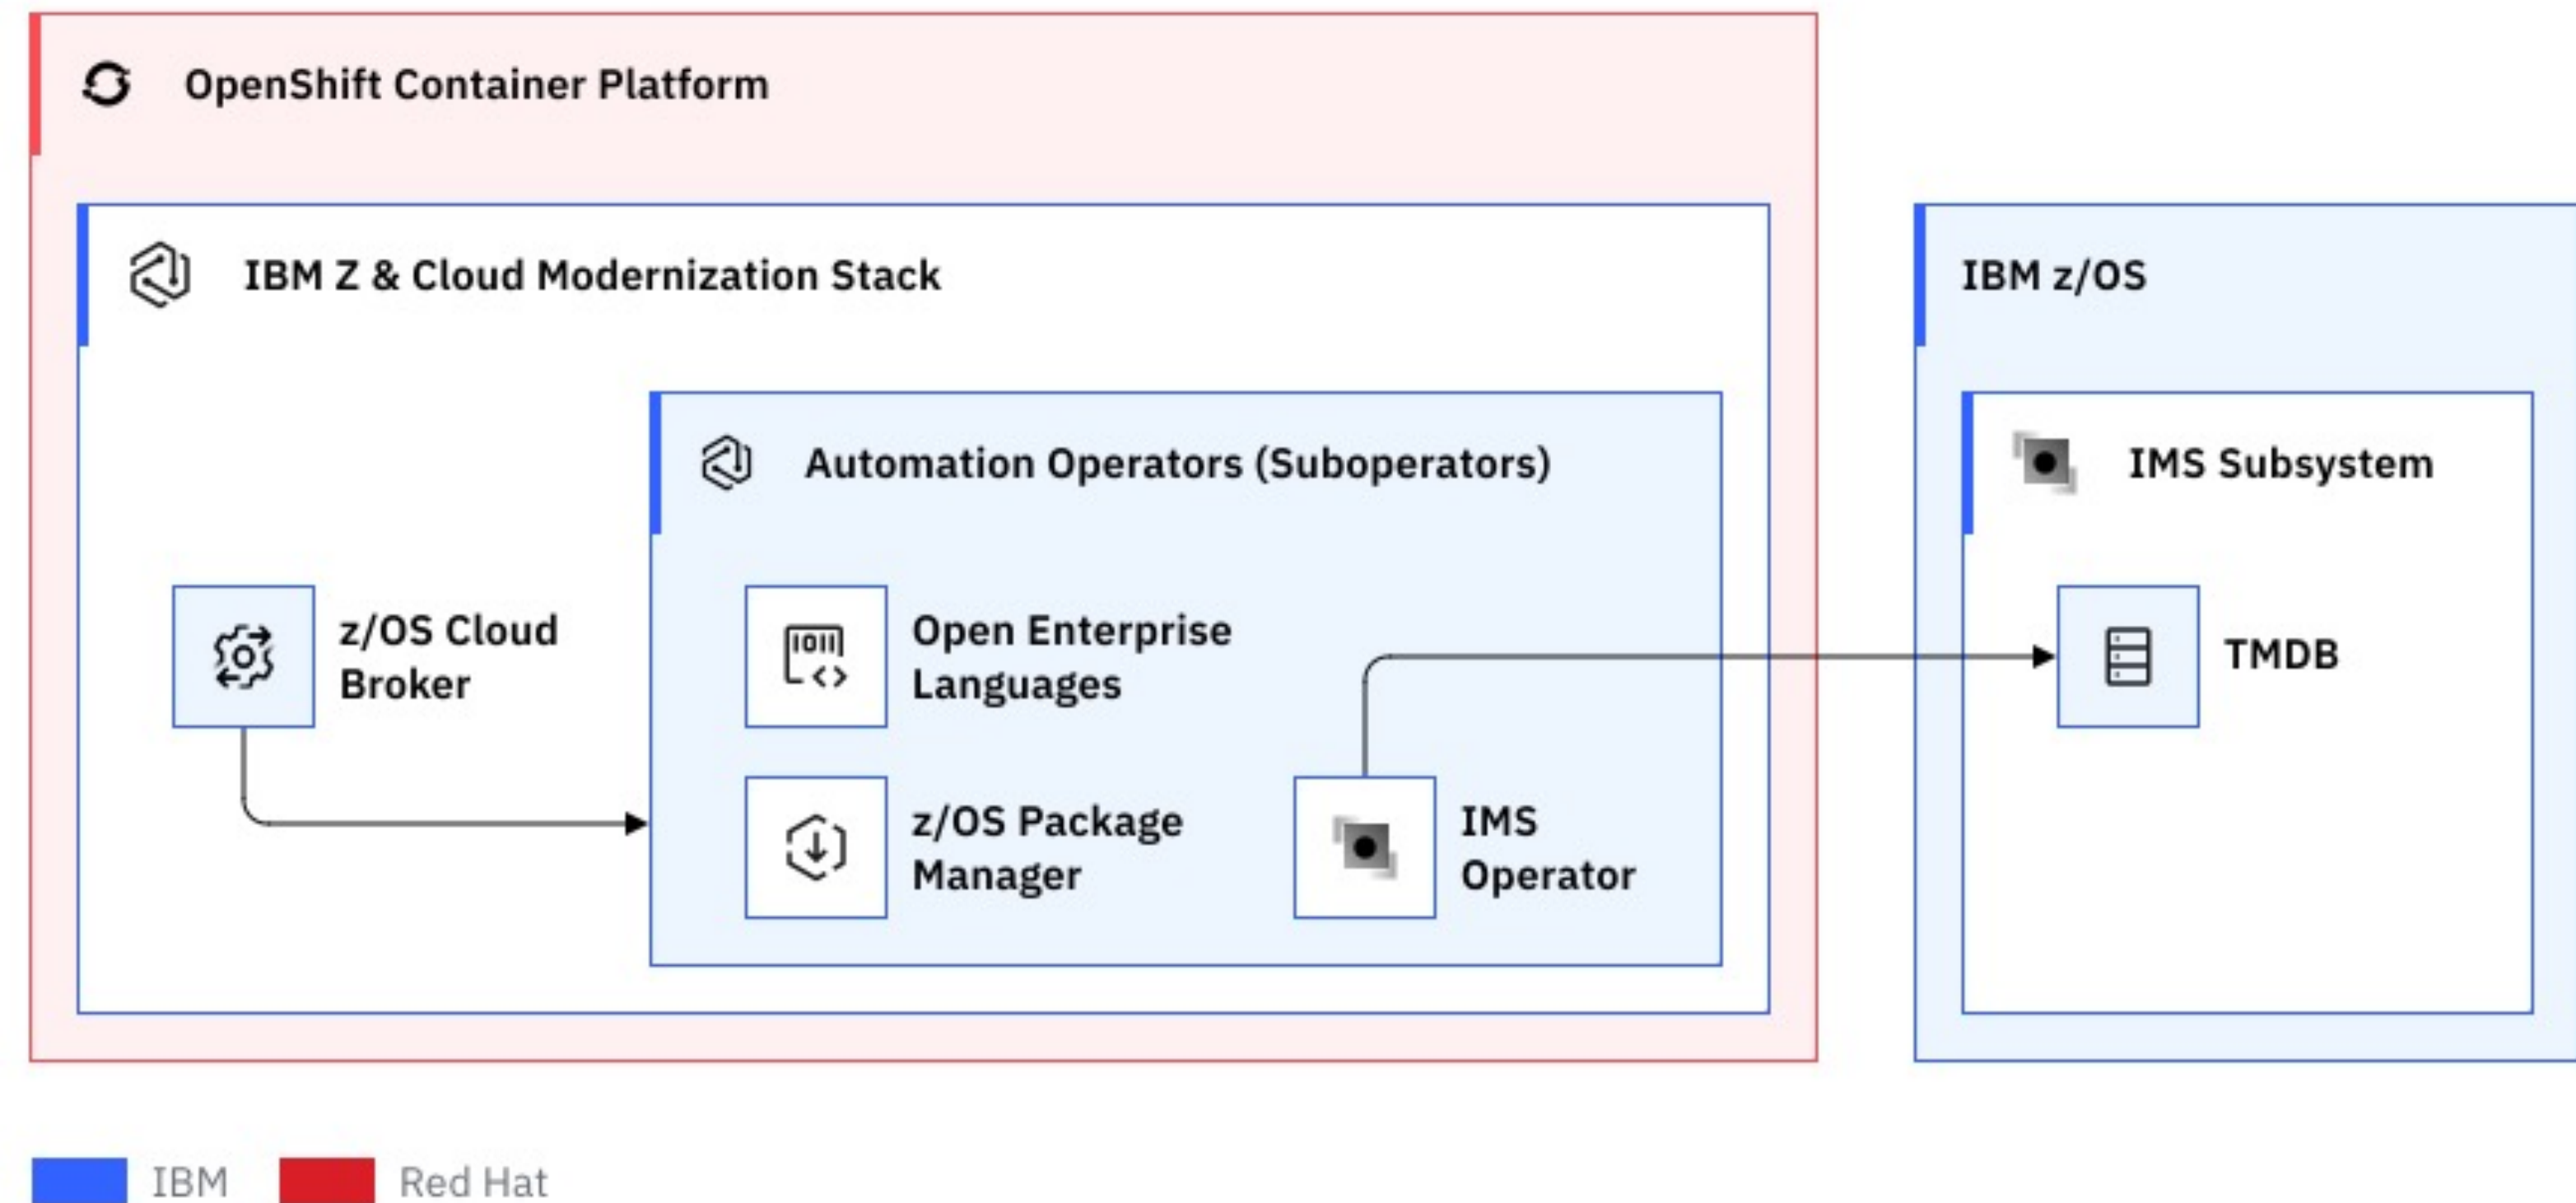 OpenShift Container Platform
IBM Z & Cloud Modernization Stack
IBM z/OS
Automation Operators (Suboperators)
IMS Subsystem
z/OS Cloud
Broker
Open Enterprise
Languages
TMDB
z/OS Package
Manager
IMS
Operator
IBM
Red Hat